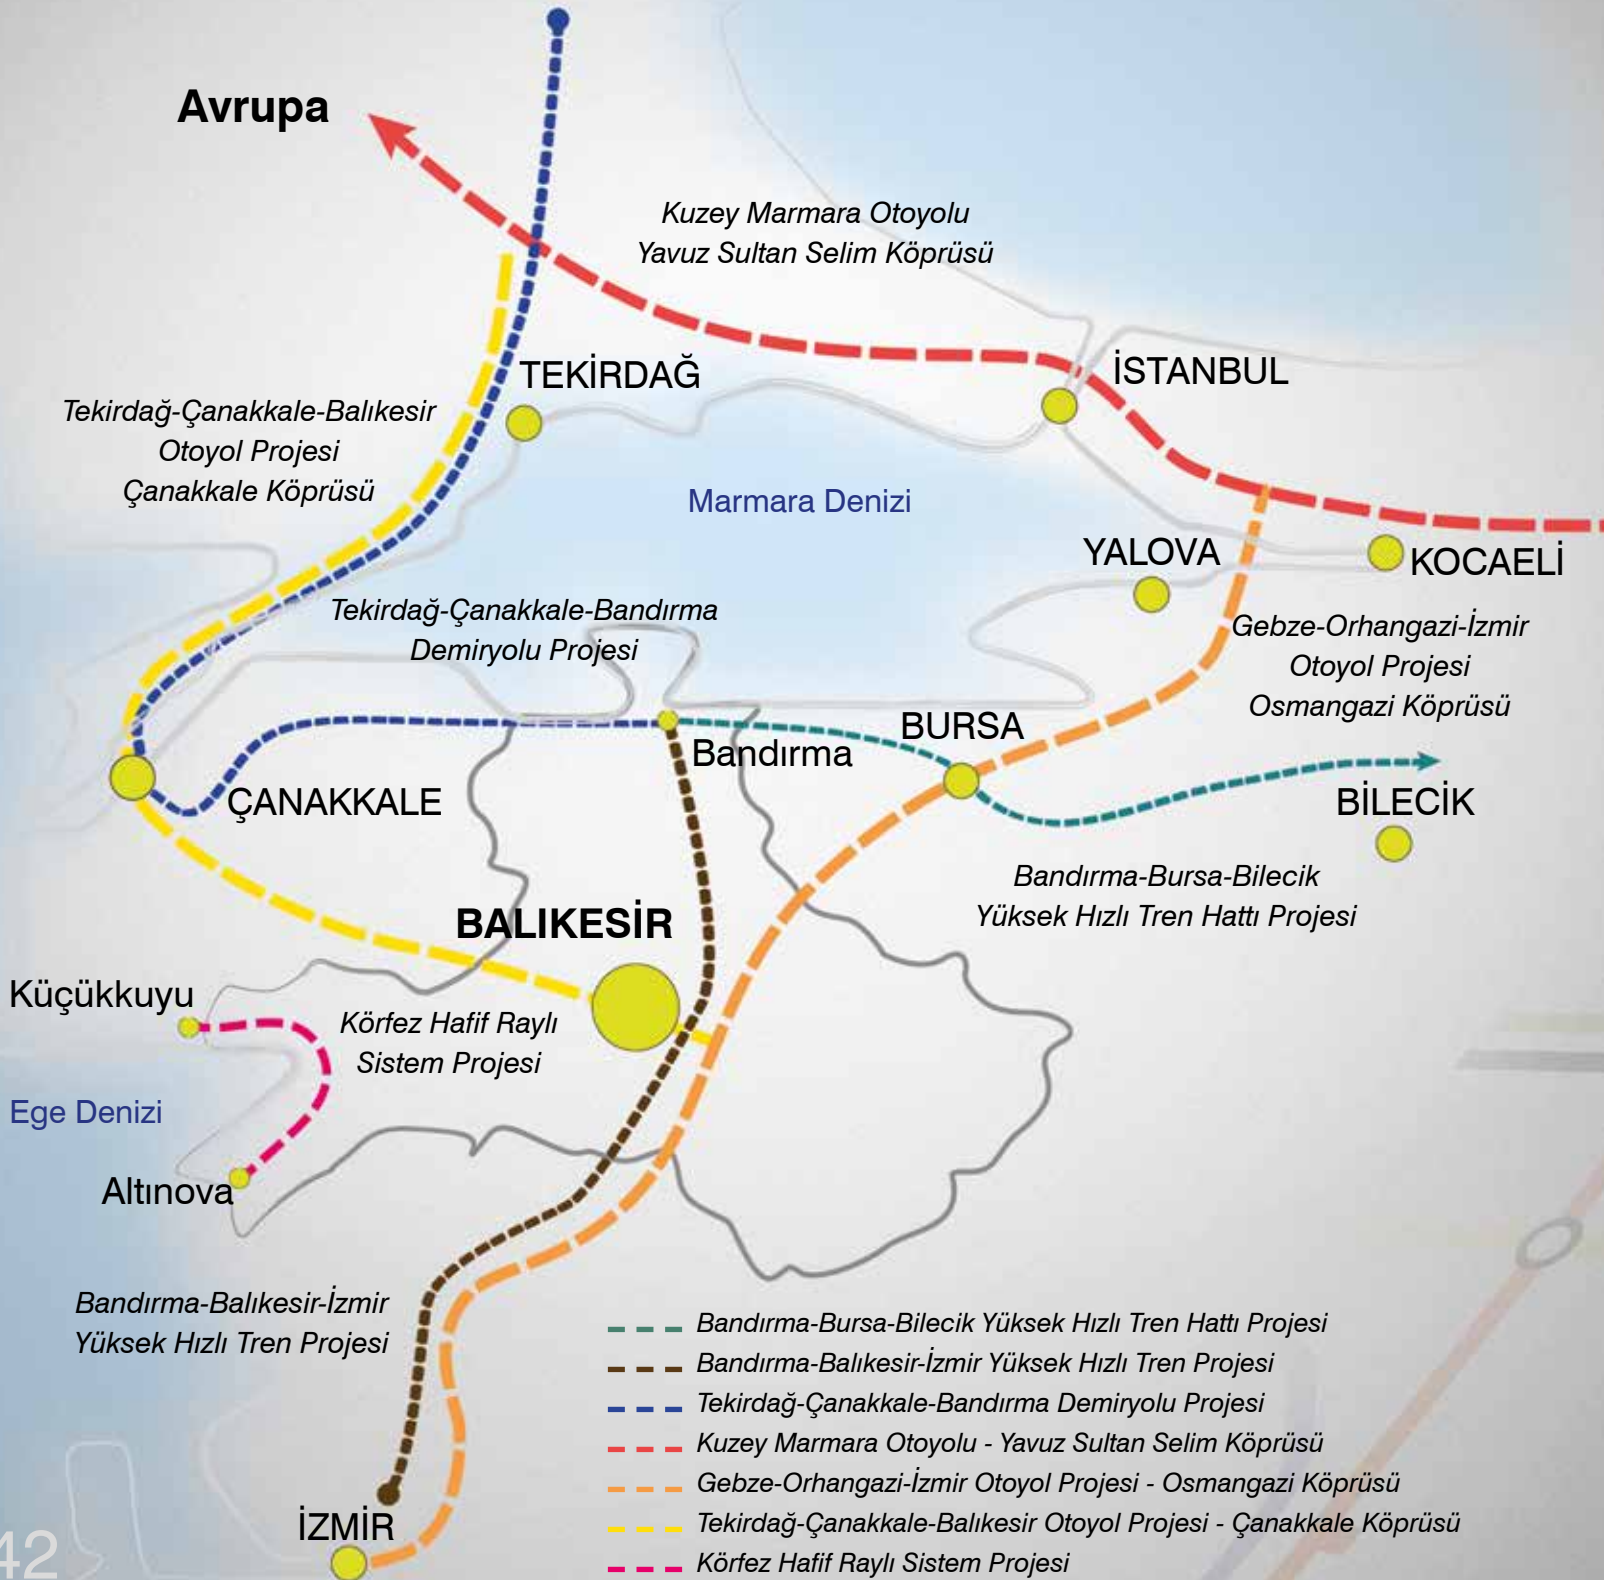 Avrupa
Kuzey Marmara Otoyolu
Yavuz Sultan Selim Köprüsü
TEKİRDAĞ
İSTANBUL
Tekirdağ-Çanakkale-Balıkesir
Otoyol Projesi
Çanakkale Köprüsü
Marmara Denizi
YALOVA
KOCAELİ
Tekirdağ-Çanakkale-Bandırma
Demiryolu Projesi
Gebze-Orhangazi-İzmir
Otoyol Projesi
Osmangazi Köprüsü
BURSA
Bandırma
ÇANAKKALE
BİLECİK
Bandırma-Bursa-Bilecik
Yüksek Hızlı Tren Hattı Projesi
BALIKESİR
Küçükkuyu
Körfez Hafif Raylı
Sistem Projesi
Ege Denizi
Altınova
Bandırma-Balıkesir-İzmir
Yüksek Hızlı Tren Projesi
İZMİR
Bandırma-Bursa-Bilecik Yüksek Hızlı Tren Hattı Projesi
Bandırma-Balıkesir-İzmir Yüksek Hızlı Tren Projesi
Tekirdağ-Çanakkale-Bandırma Demiryolu Projesi
Kuzey Marmara Otoyolu - Yavuz Sultan Selim Köprüsü
Gebze-Orhangazi-İzmir Otoyol Projesi - Osmangazi Köprüsü
Tekirdağ-Çanakkale-Balıkesir Otoyol Projesi - Çanakkale Köprüsü
Körfez Hafif Raylı Sistem Projesi
42